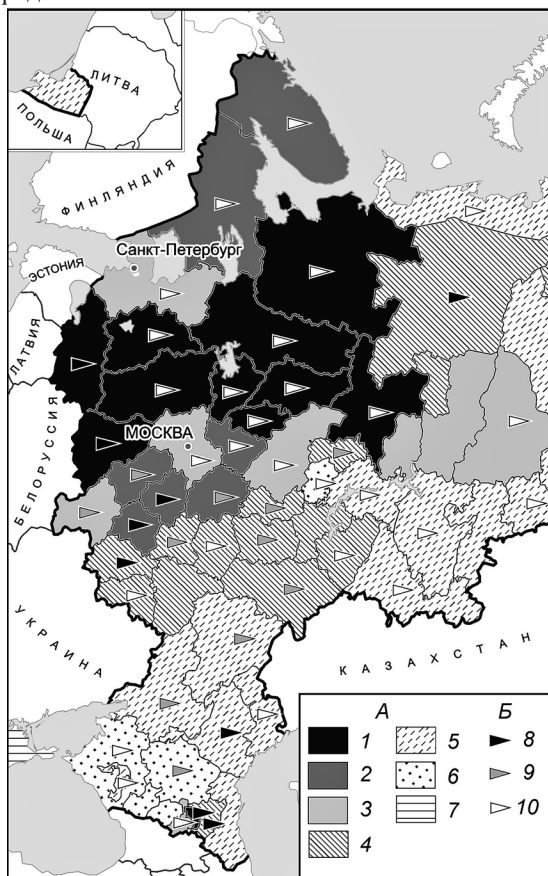 ЛИТВА
ПОЛЬША
ФИНЛЯНДИЯ
Санкт-Петербург
ЭСТОНИЯ
ЛАТВИЯ
МОСКВА
БЕЛОРУССИЯ
УКРАИНА
КАЗАХСТАН
А Б
1 5 8
2 6 9
3 7 10
4